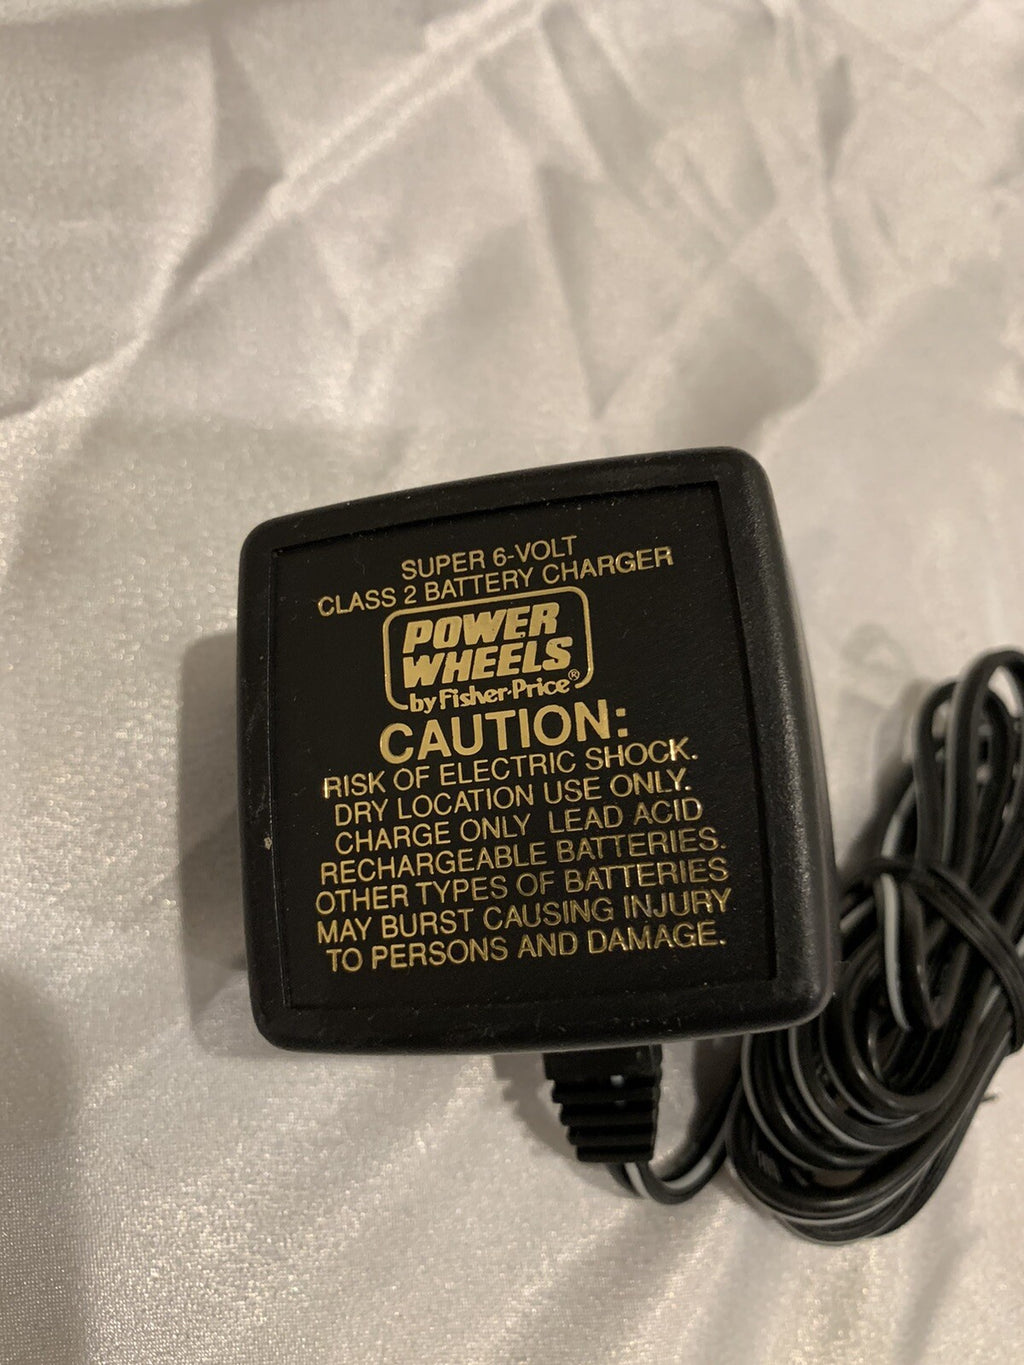 SUPER 6-VOLT
CLASS 2 BATTERY CHARGER
POWER
WHEELS
by Fisher-Price®
CAUTION:
RISK OF ELECTRIC SHOCK.
DRY LOCATION USE ONLY.
CHARGE ONLY LEAD ACID
RECHARGEABLE BATTERIES.
OTHER TYPES OF BATTERIES
MAY BURST CAUSING INJURY
TO PERSONS AND DAMAGE.